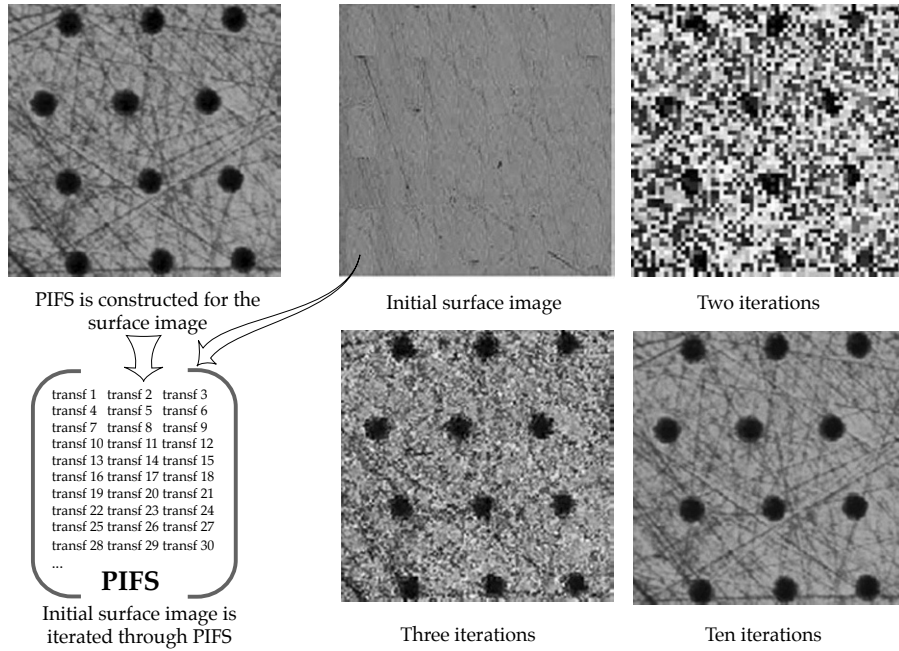 PIFS is constructed for the
surface image
Initial surface image
Two iterations
transf 1 transf 2 transf 3
transf 4 transf 5 transf 6
transf 7 transf 8 transf 9
transf 10 transf 11 transf 12
transf 13 transf 14 transf 15
transf 16 transf 17 transf 18
transf 19 transf 20 transf 21
transf 22 transf 23 transf 24
transf 25 transf 26 transf 27
transf 28 transf 29 transf 30
...
PIFS
Initial surface image is
iterated through PIFS
Three iterations
Ten iterations